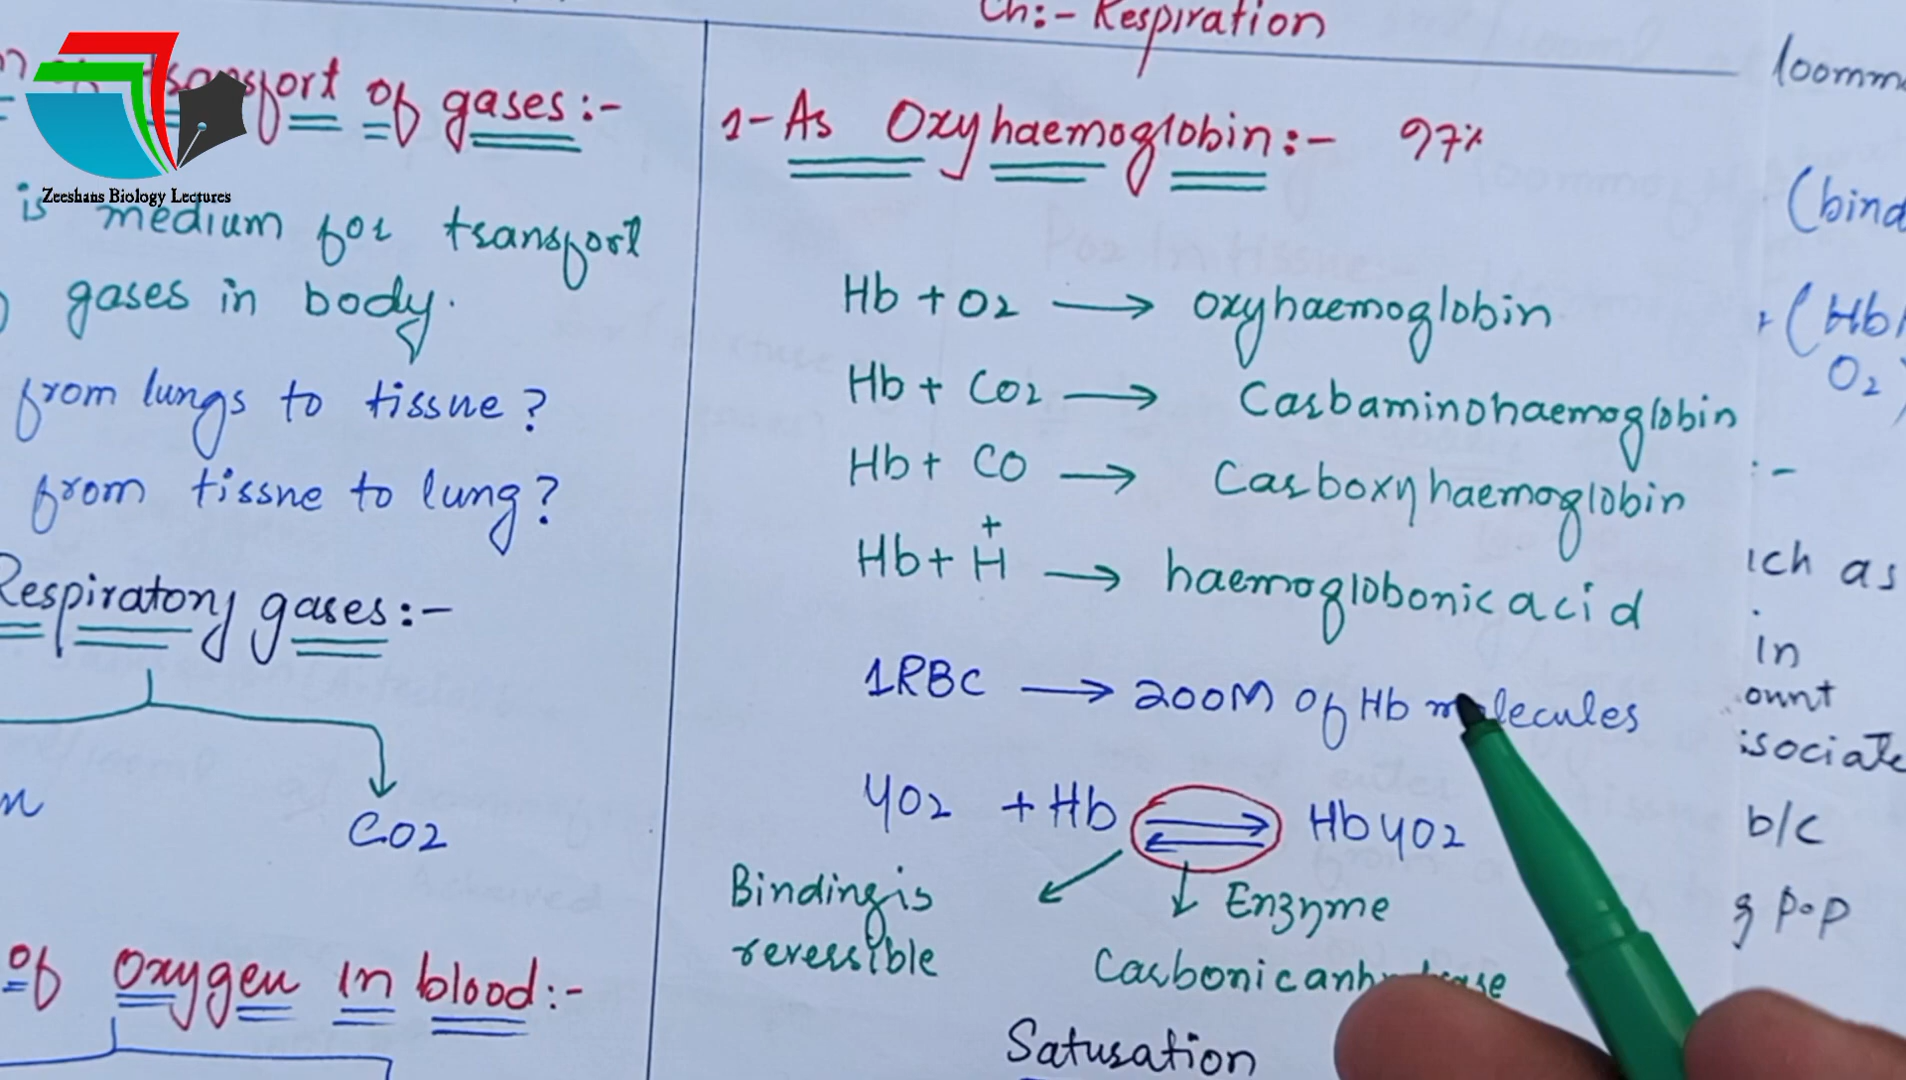 Ch:- Respiration
transport of gases:-
is medium for transport
gases in body.
from lungs to tissue?
from tissue to lung?
Respiratory gases:-
CO2
of oxygen in blood:-
Zeeshans Biology Lectures
1-As Oxyhaemoglobin:- 97%
Hb + O2 → oxyhaemoglobin
Hb + CO2 → Carbaminohaemoglobin
Hb + CO → Carboxyhaemoglobin
Hb + H+ → haemoglobonic acid
1RBC → 200M of Hb molecules
4O2 + Hb ⇌ Hb4O2
Binding is
reversible
↓ Enzyme
Carbonicanh
Saturation
(bind
(Hb
O2
:-
ich as
in
ount
isociate
b/c
P.P